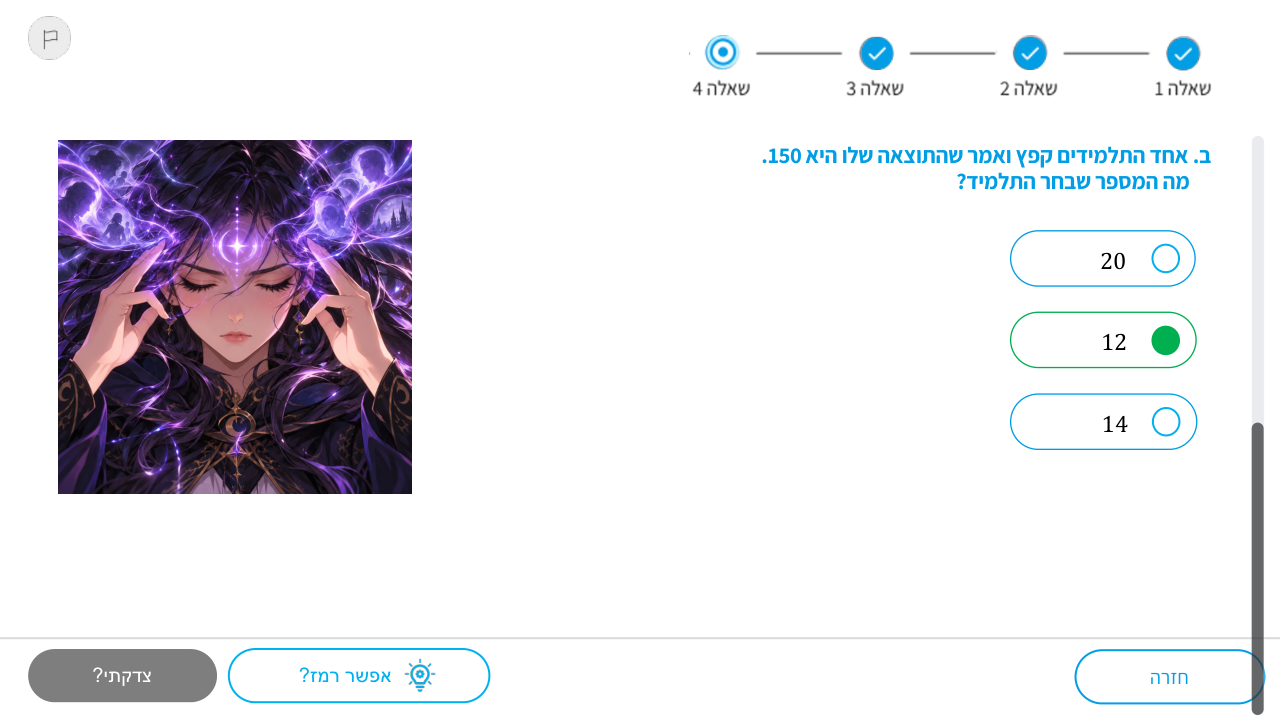 שאלה 1
שאלה 2
שאלה 3
שאלה 4
ב. אחד התלמידים קפץ ואמר שהתוצאה שלו היא 150.
מה המספר שבחר התלמיד?
20
12
14
חזרה
אפשר רמז?
צדקתי?